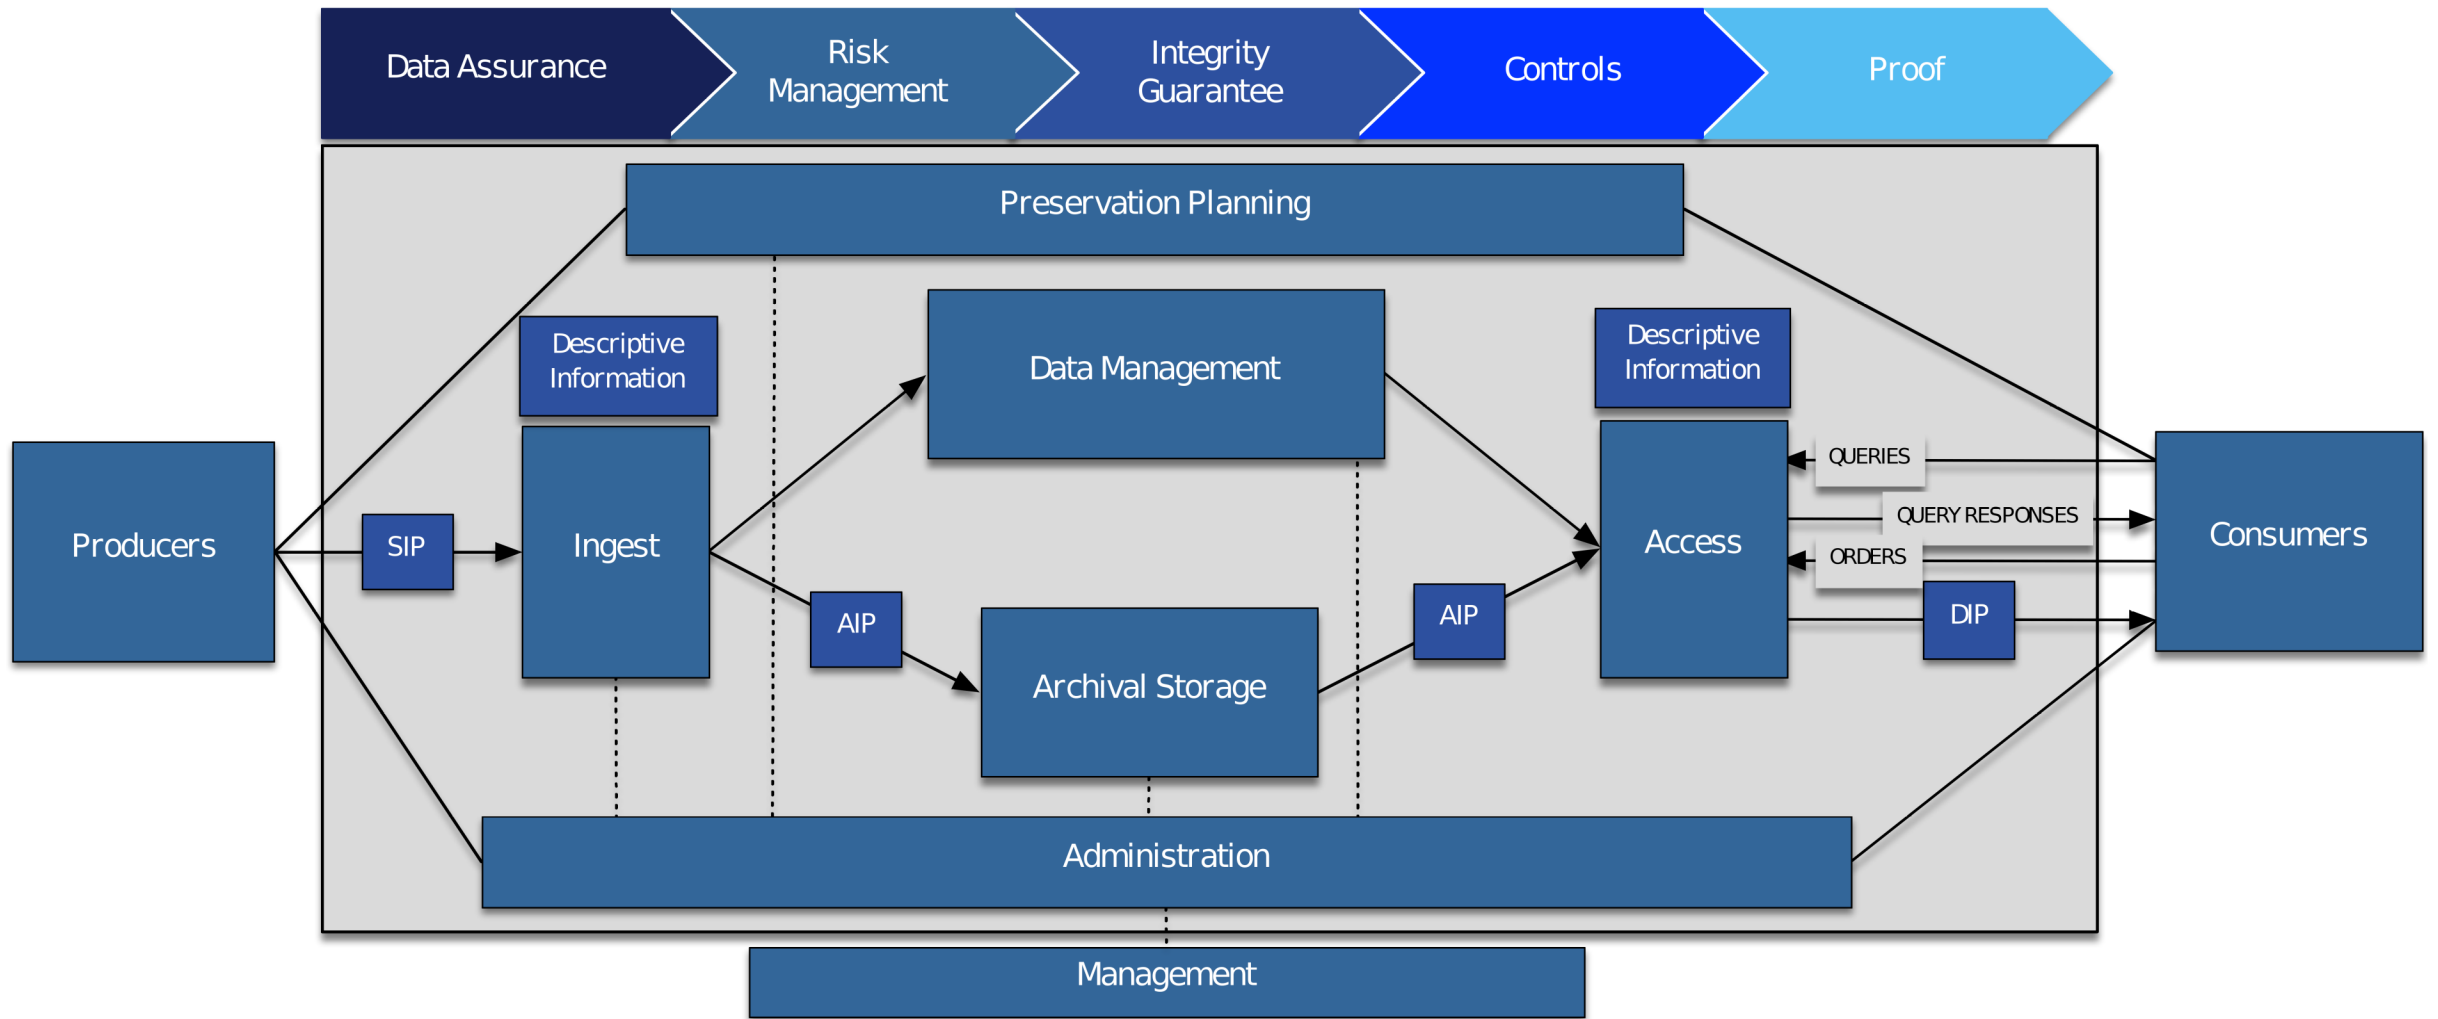 Data Assurance
Risk
Management
Integrity
Guarantee
Controls
Proof
Preservation Planning
Descriptive
Information
Data Management
Descriptive
Information
Producers
SIP
Ingest
AIP
Archival Storage
AIP
Access
QUERIES
QUERY RESPONSES
ORDERS
DIP
Consumers
Administration
Management